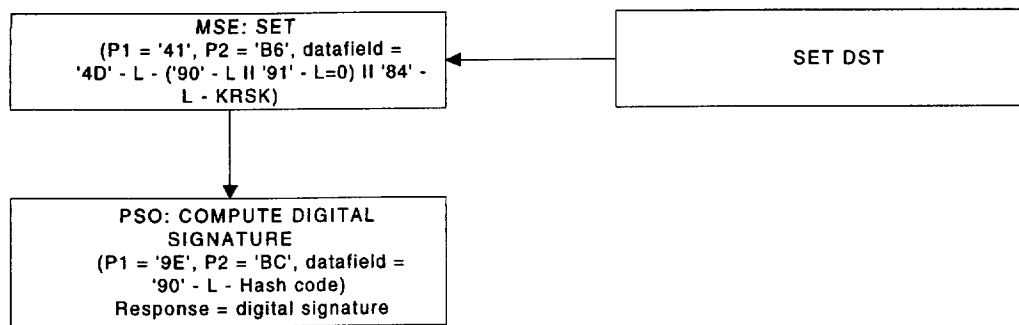 MSE: SET
(P1 = '41', P2 = 'B6', datafield =
'4D' - L - ('90' - L II '91' - L=0) II '84' -
L - KRSK)
SET DST
PSO: COMPUTE DIGITAL
SIGNATURE
(P1 = '9E', P2 = 'BC', datafield =
'90' - L - Hash code)
Response = digital signature